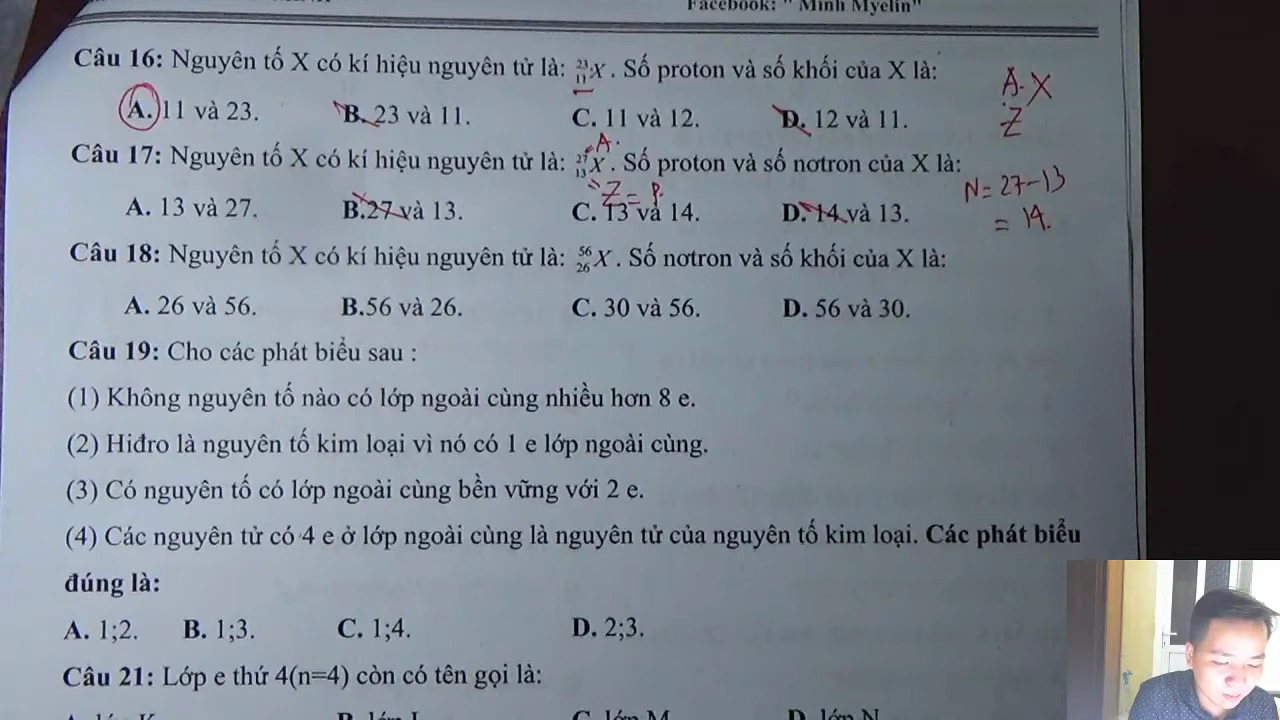 Facebook: " Minh Myelin"
Câu 16: Nguyên tố X có kí hiệu nguyên tử là: ²³₁₁X . Số proton và số khối của X là:
A. 11 và 23. B. 23 và 11. C. 11 và 12. D. 12 và 11.
A X
Z
Câu 17: Nguyên tố X có kí hiệu nguyên tử là: ²⁷₁₃X . Số proton và số nơtron của X là:
A.
Z = P.
N = 27 - 13
= 14.
A. 13 và 27. B.27 và 13. C. 13 và 14. D. 14 và 13.
Câu 18: Nguyên tố X có kí hiệu nguyên tử là: ⁵⁶₂₆X . Số nơtron và số khối của X là:
A. 26 và 56. B.56 và 26. C. 30 và 56. D. 56 và 30.
Câu 19: Cho các phát biểu sau :
(1) Không nguyên tố nào có lớp ngoài cùng nhiều hơn 8 e.
(2) Hiđro là nguyên tố kim loại vì nó có 1 e lớp ngoài cùng.
(3) Có nguyên tố có lớp ngoài cùng bền vững với 2 e.
(4) Các nguyên tử có 4 e ở lớp ngoài cùng là nguyên tử của nguyên tố kim loại. Các phát biểu
đúng là:
A. 1;2. B. 1;3. C. 1;4. D. 2;3.
Câu 21: Lớp e thứ 4(n=4) còn có tên gọi là:
A. lớp K B. lớp L C. lớp M D. lớp N